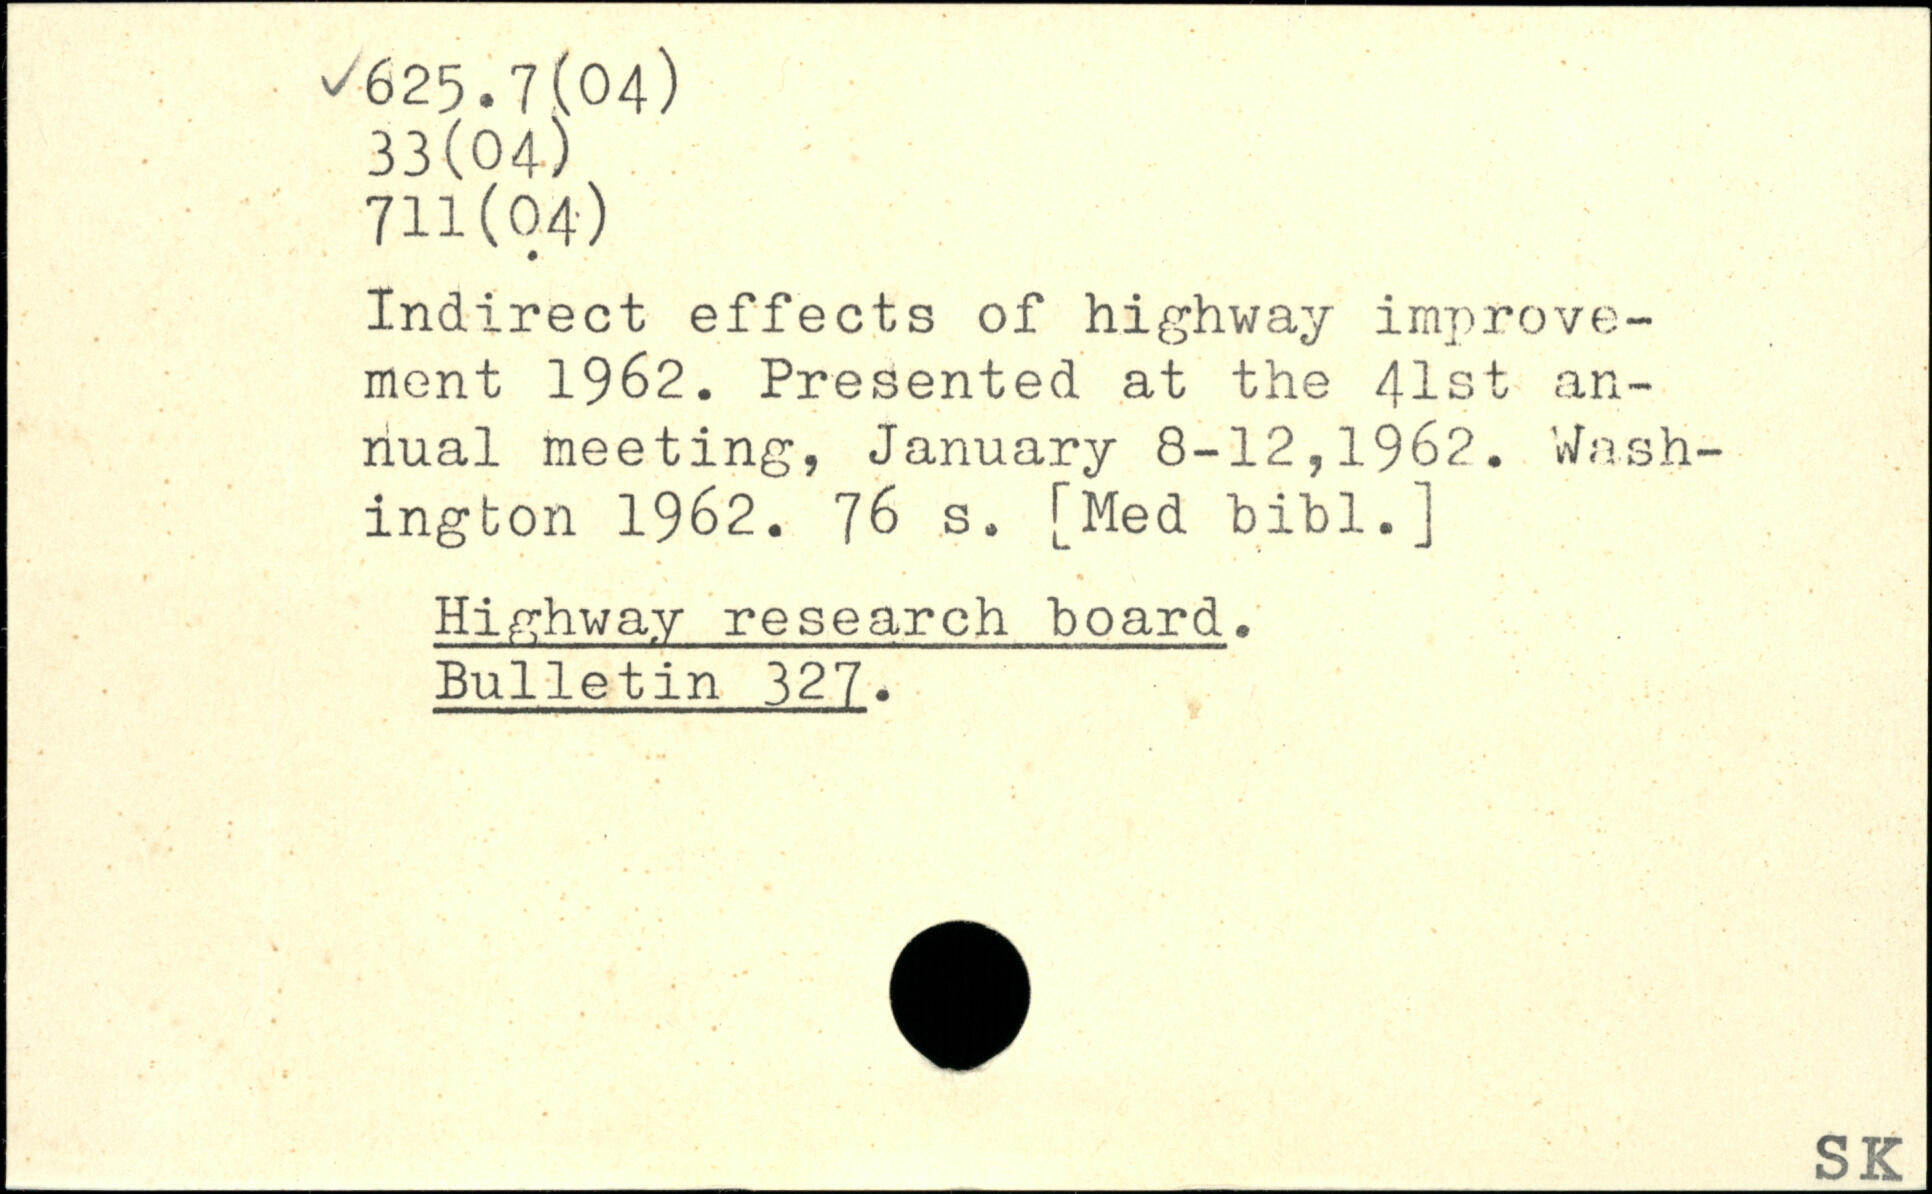 ✓625.7(04)
33(04)
711(04)
Indirect effects of highway improve-
ment 1962. Presented at the 41st an-
nual meeting, January 8-12,1962. Wash-
ington 1962. 76 s. [Med bibl.]
Highway research board.
Bulletin 327.
SK